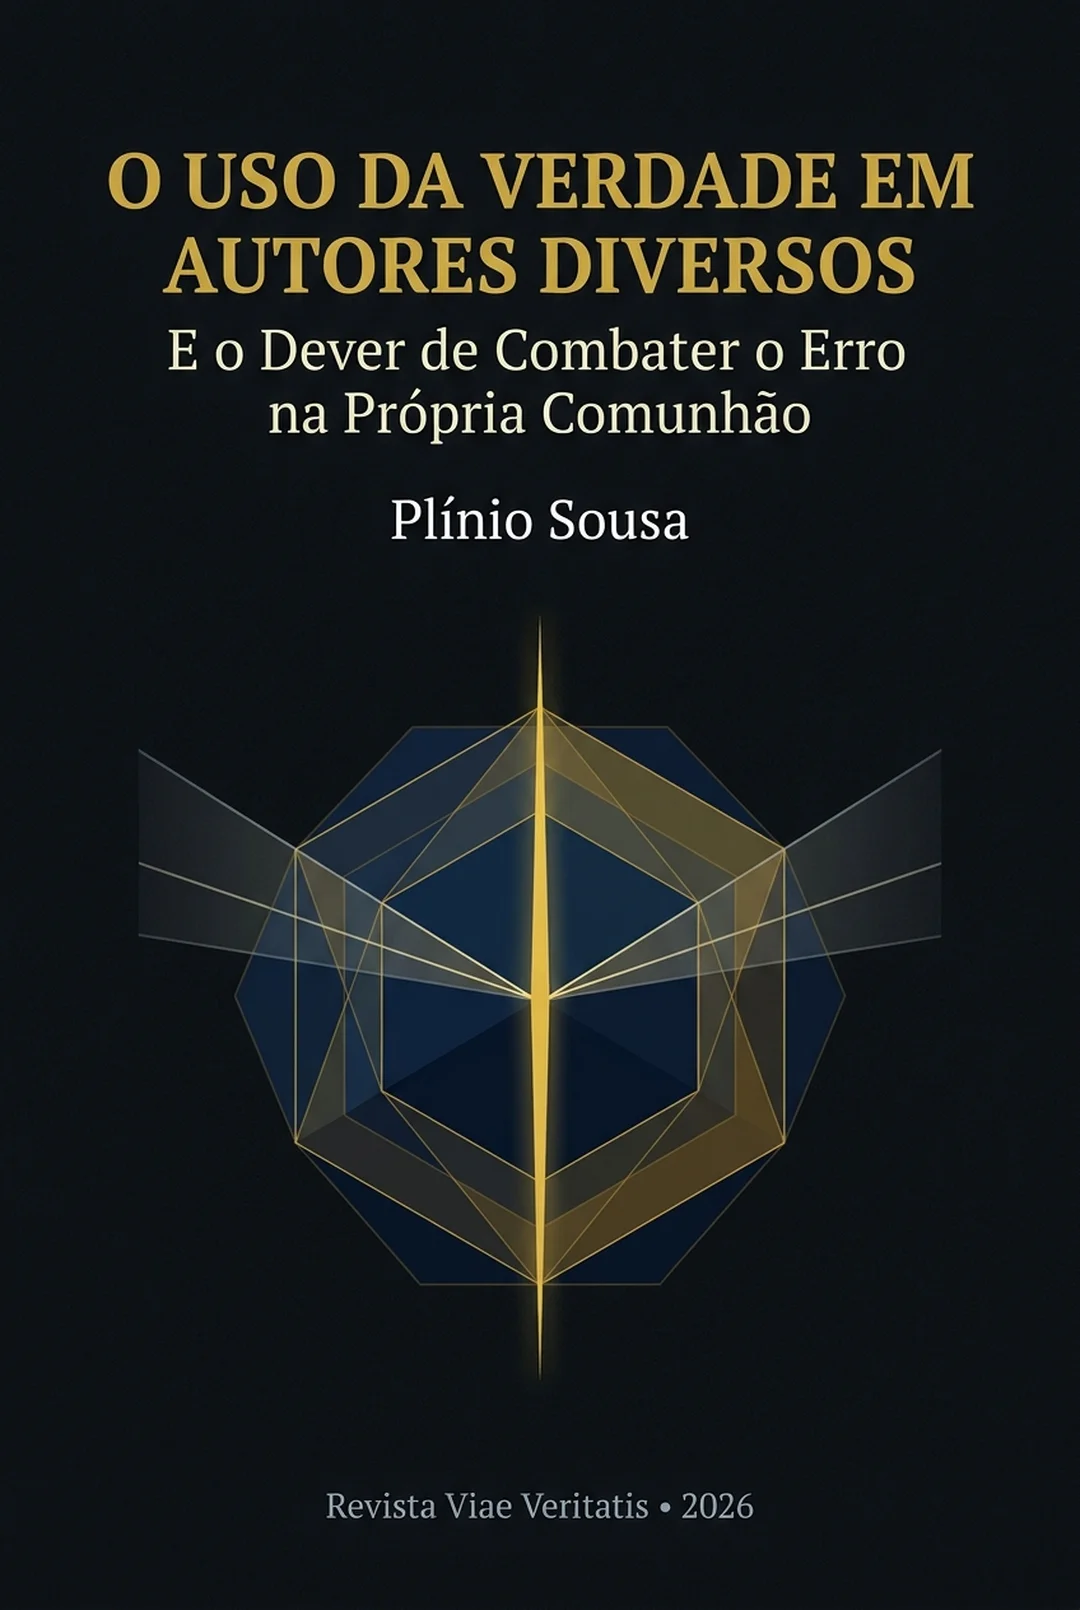 O USO DA VERDADE EM
AUTORES DIVERSOS
E o Dever de Combater o Erro
na Própria Comunhão
Plínio Sousa
Revista Viae Veritatis • 2026